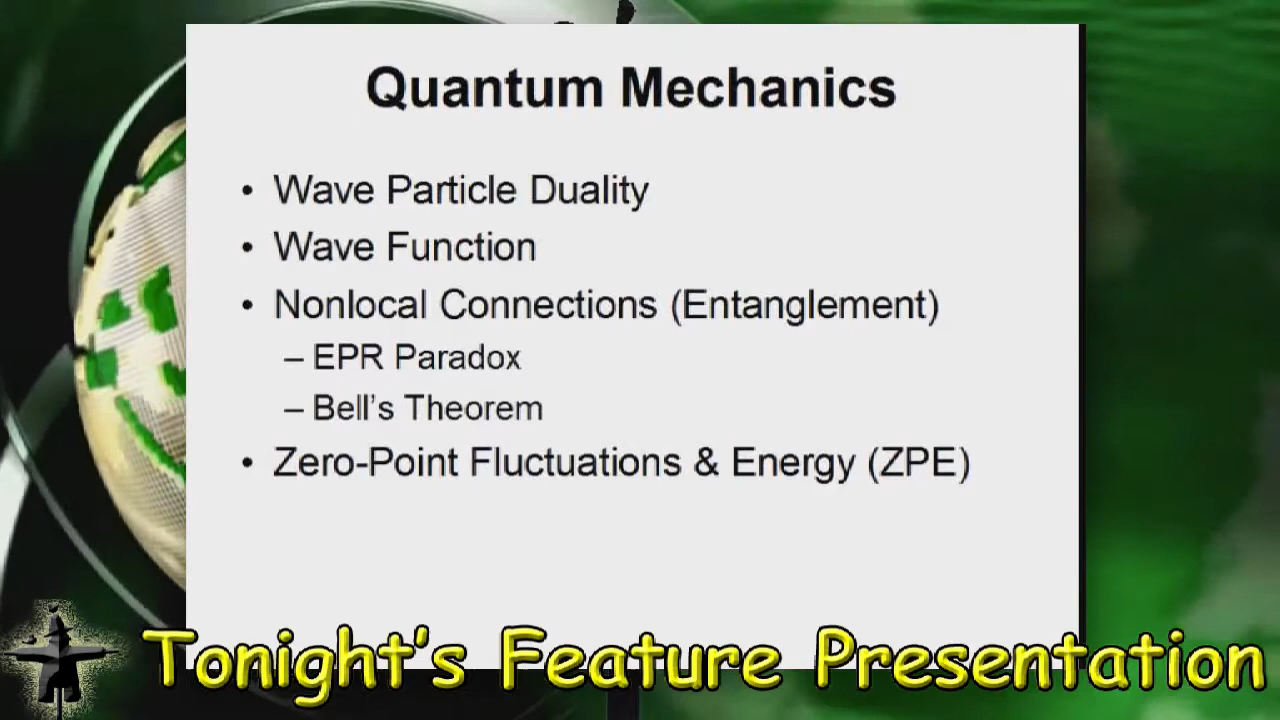 Quantum Mechanics
• Wave Particle Duality
• Wave Function
• Nonlocal Connections (Entanglement)
– EPR Paradox
– Bell's Theorem
• Zero-Point Fluctuations & Energy (ZPE)
Tonight's Feature Presentation